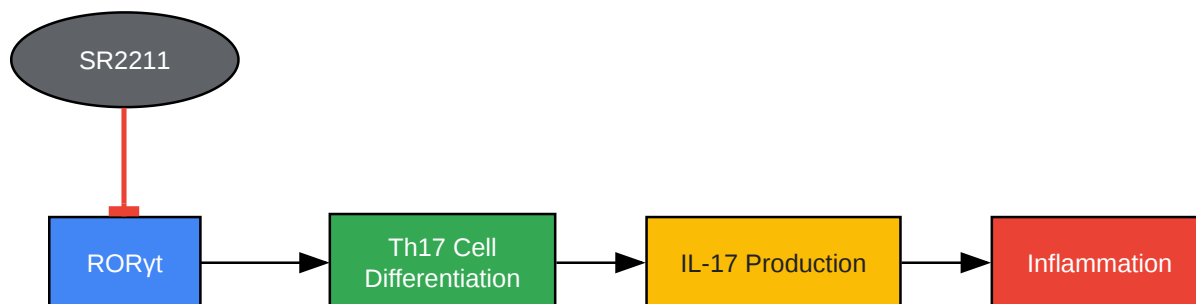 SR2211
RORγt
Th17 Cell
Differentiation
IL-17 Production
Inflammation